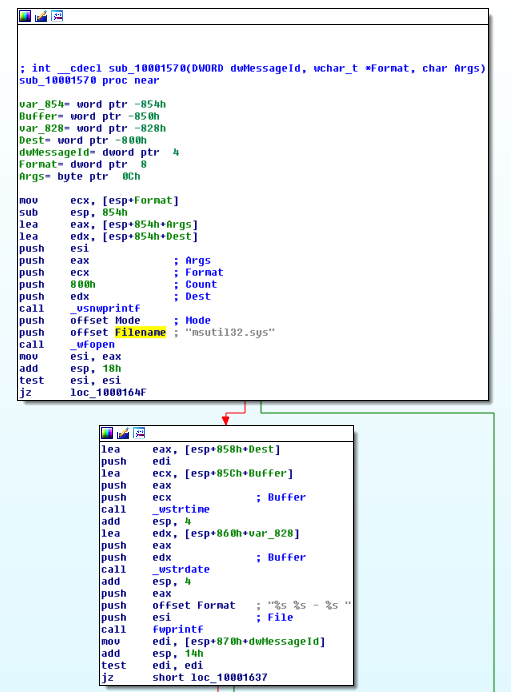 ; int __cdecl sub_10001570(DWORD dwMessageId, wchar_t *Format, char Args)
sub_10001570 proc near
var_854= word ptr -854h
Buffer= word ptr -850h
var_828= word ptr -828h
Dest= word ptr -800h
dwMessageId= dword ptr  4
Format= dword ptr  8
Args= byte ptr  0Ch
mov     ecx, [esp+Format]
sub     esp, 854h
lea     eax, [esp+854h+Args]
lea     edx, [esp+854h+Dest]
push    esi
push    eax             ; Args
push    ecx             ; Format
push    800h            ; Count
push    edx             ; Dest
call    _vsnwprintf
push    offset Mode     ; Mode
push    offset Filename ; "msutil32.sys"
call    _wfopen
mov     esi, eax
add     esp, 18h
test    esi, esi
jz      loc_1000164F
lea     eax, [esp+858h+Dest]
push    edi
lea     ecx, [esp+85Ch+Buffer]
push    eax
push    ecx             ; Buffer
call    _wstrtime
add     esp, 4
lea     edx, [esp+860h+var_828]
push    eax
push    edx             ; Buffer
call    _wstrdate
add     esp, 4
push    eax
push    offset Format   ; "%s %s - %s "
push    esi             ; File
call    fwprintf
mov     edi, [esp+870h+dwMessageId]
add     esp, 14h
test    edi, edi
jz      short loc_10001637